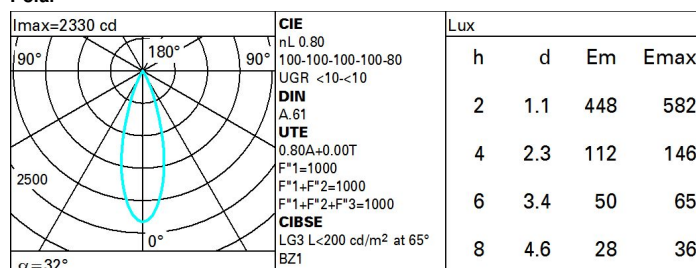 Imax=2330 cd
90° 180° 90°
2500
0°
α=32°
CIE
nL 0.80
100-100-100-100-80
UGR <10-<10
DIN
A.61
UTE
0.80A+0.00T
F"1=1000
F"1+F"2=1000
F"1+F"2+F"3=1000
CIBSE
LG3 L<200 cd/m² at 65°
BZ1
Lux
h d Em Emax
2 1.1 448 582
4 2.3 112 146
6 3.4 50 65
8 4.6 28 36